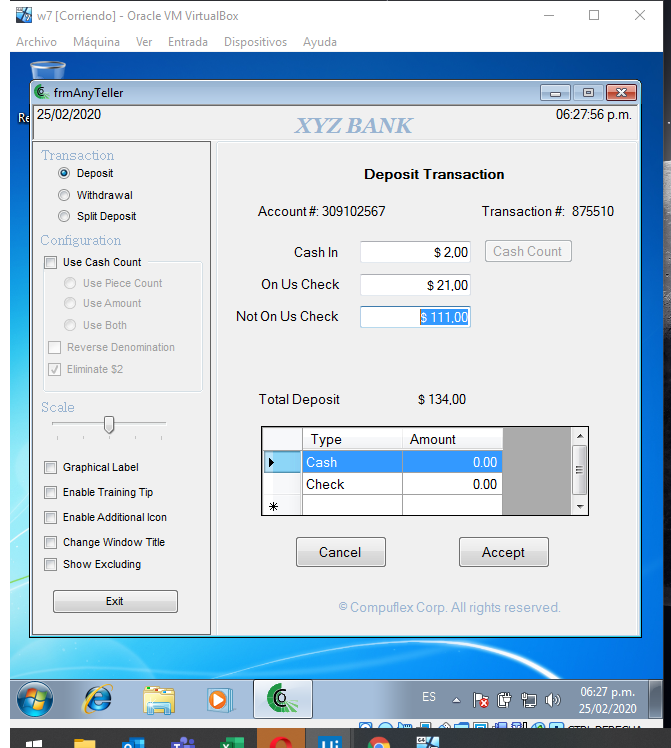 w7 [Corriendo] - Oracle VM VirtualBox
Archivo Máquina Ver Entrada Dispositivos Ayuda
frmAnyTeller
25/02/2020
XYZ BANK
06:27:56 p.m.
Transaction
Deposit
Withdrawal
Split Deposit
Configuration
Use Cash Count
Use Piece Count
Use Amount
Use Both
Reverse Denomination
Eliminate $2
Scale
Graphical Label
Enable Training Tip
Enable Additional Icon
Change Window Title
Show Excluding
Exit
Deposit Transaction
Account #: 309102567 Transaction #: 875510
Cash In $ 2,00 Cash Count
On Us Check $ 21,00
Not On Us Check $ 111,00
Total Deposit $ 134,00
Type Amount
Cash 0.00
Check 0.00
Cancel Accept
© Compuflex Corp. All rights reserved.
ES
06:27 p.m.
25/02/2020